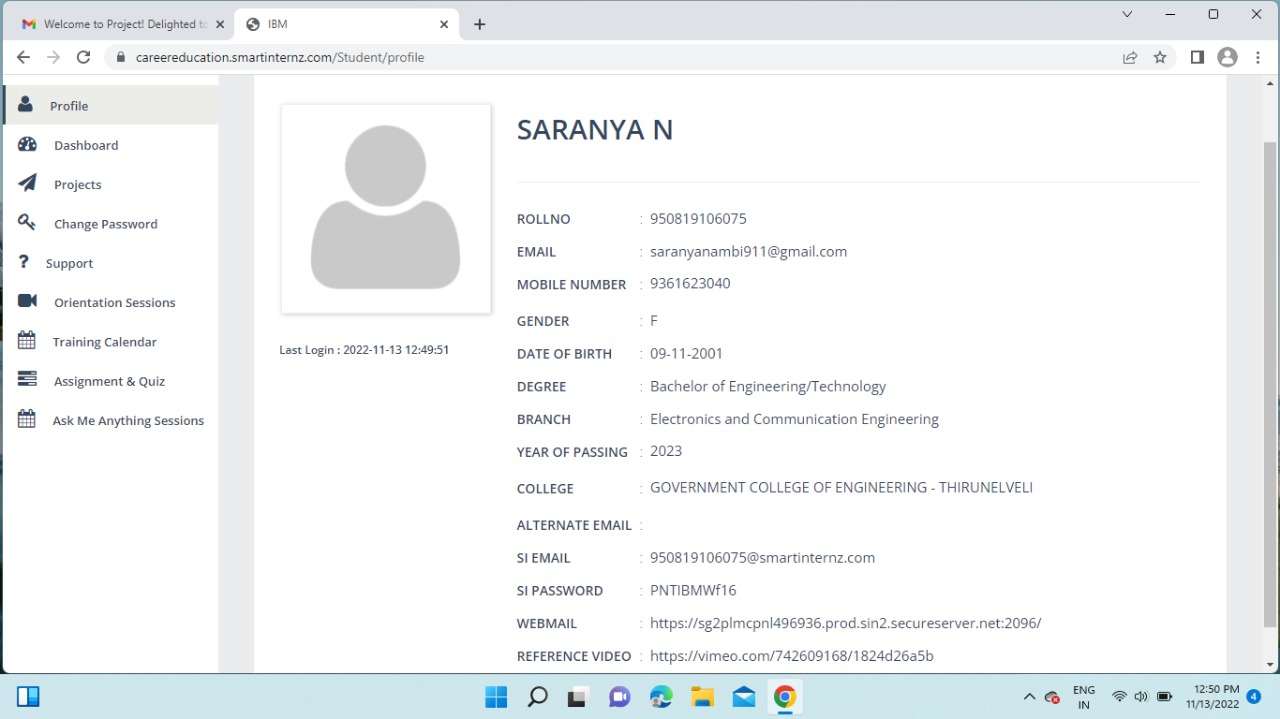 Welcome to Project! Delighted to
IBM
careereducation.smartinternz.com/Student/profile
Profile
Dashboard
Projects
Change Password
Support
Orientation Sessions
Training Calendar
Assignment & Quiz
Ask Me Anything Sessions
Last Login : 2022-11-13 12:49:51
SARANYA N
ROLLNO : 950819106075
EMAIL : saranyanambi911@gmail.com
MOBILE NUMBER : 9361623040
GENDER : F
DATE OF BIRTH : 09-11-2001
DEGREE : Bachelor of Engineering/Technology
BRANCH : Electronics and Communication Engineering
YEAR OF PASSING : 2023
COLLEGE : GOVERNMENT COLLEGE OF ENGINEERING - THIRUNELVELI
ALTERNATE EMAIL :
SI EMAIL : 950819106075@smartinternz.com
SI PASSWORD : PNTIBMWf16
WEBMAIL : https://sg2plmcpnl496936.prod.sin2.secureserver.net:2096/
REFERENCE VIDEO : https://vimeo.com/742609168/1824d26a5b
ENG
IN
12:50 PM
11/13/2022
4